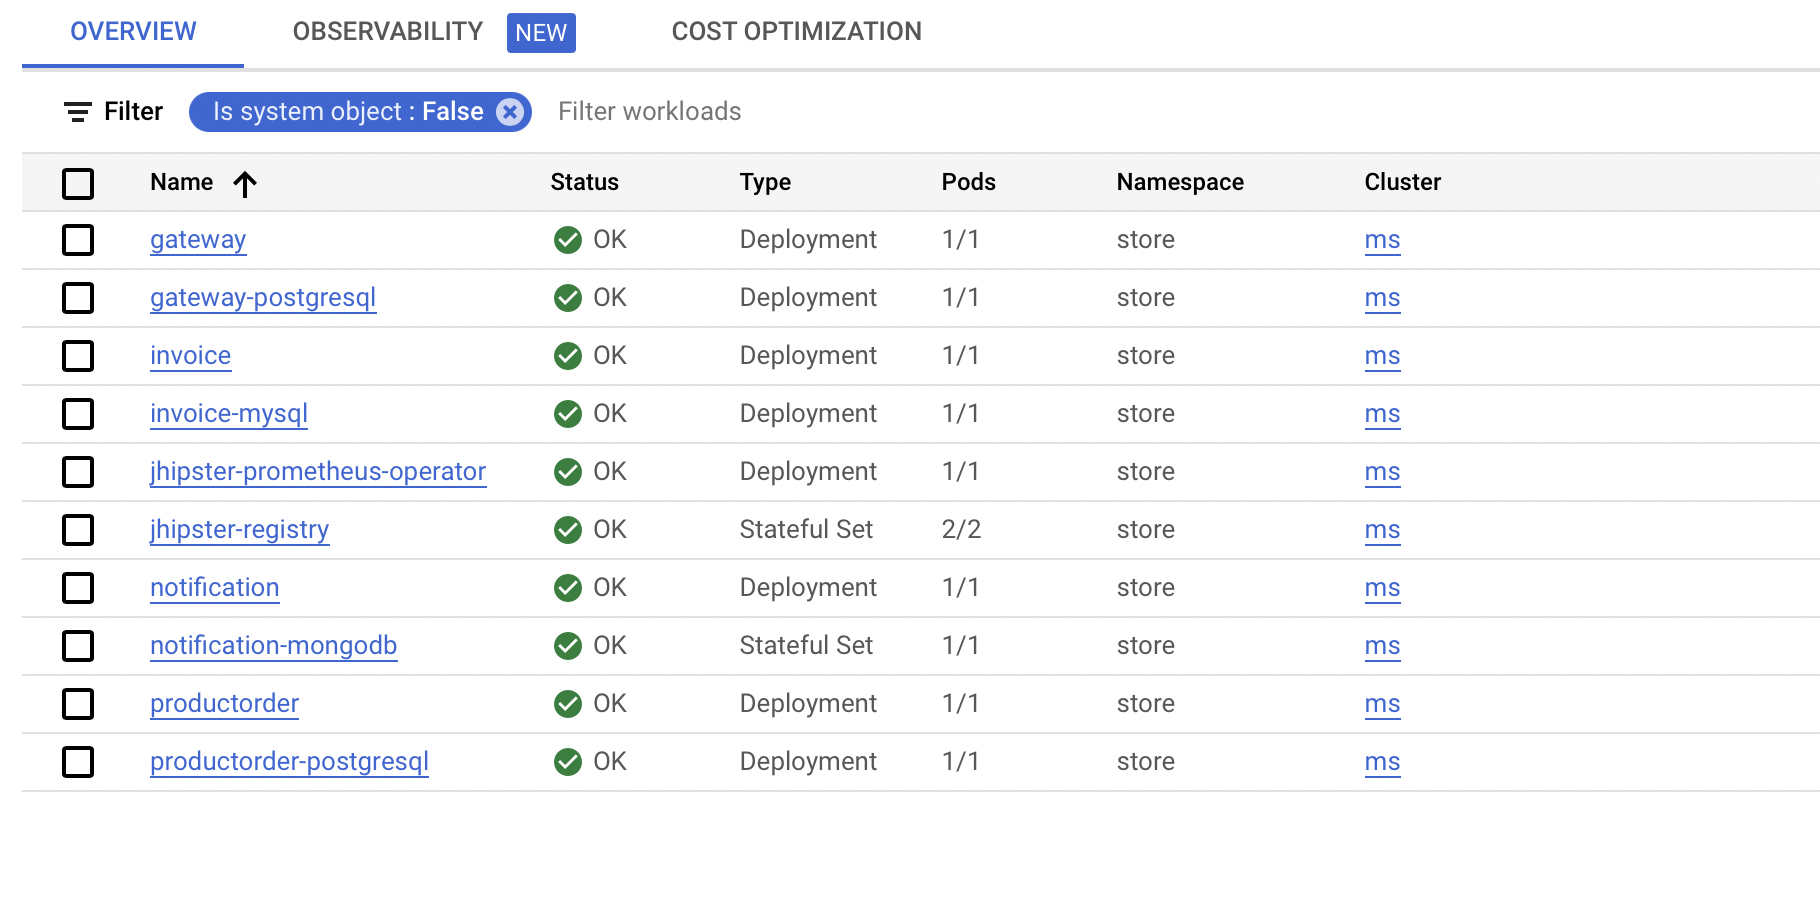 OVERVIEW OBSERVABILITY NEW COST OPTIMIZATION
Filter Is system object : False Filter workloads
Name Status Type Pods Namespace Cluster
gateway OK Deployment 1/1 store ms
gateway-postgresql OK Deployment 1/1 store ms
invoice OK Deployment 1/1 store ms
invoice-mysql OK Deployment 1/1 store ms
jhipster-prometheus-operator OK Deployment 1/1 store ms
jhipster-registry OK Stateful Set 2/2 store ms
notification OK Deployment 1/1 store ms
notification-mongodb OK Stateful Set 1/1 store ms
productorder OK Deployment 1/1 store ms
productorder-postgresql OK Deployment 1/1 store ms